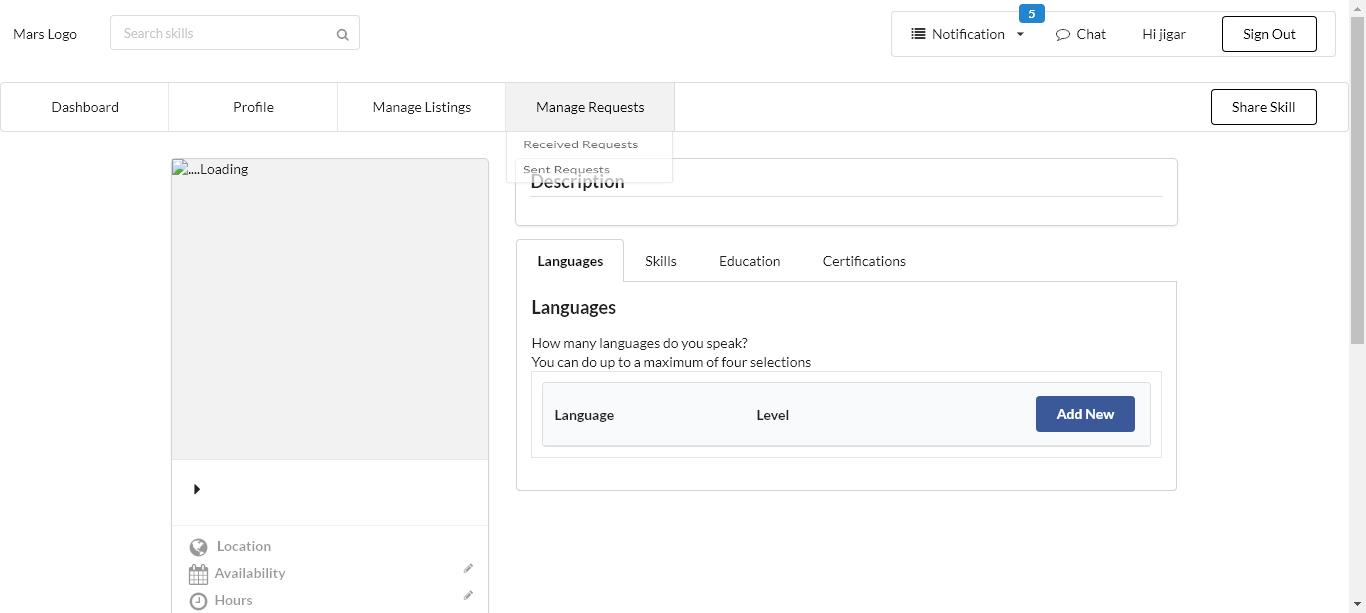 5
Mars Logo
Search skills
Notification
Chat
Hi jigar
Sign Out
Dashboard
Profile
Manage Listings
Manage Requests
Share Skill
Received Requests
Sent Requests
....Loading
Description
Languages
Skills
Education
Certifications
Languages
How many languages do you speak?
You can do up to a maximum of four selections
Language
Level
Add New
Location
Availability
Hours